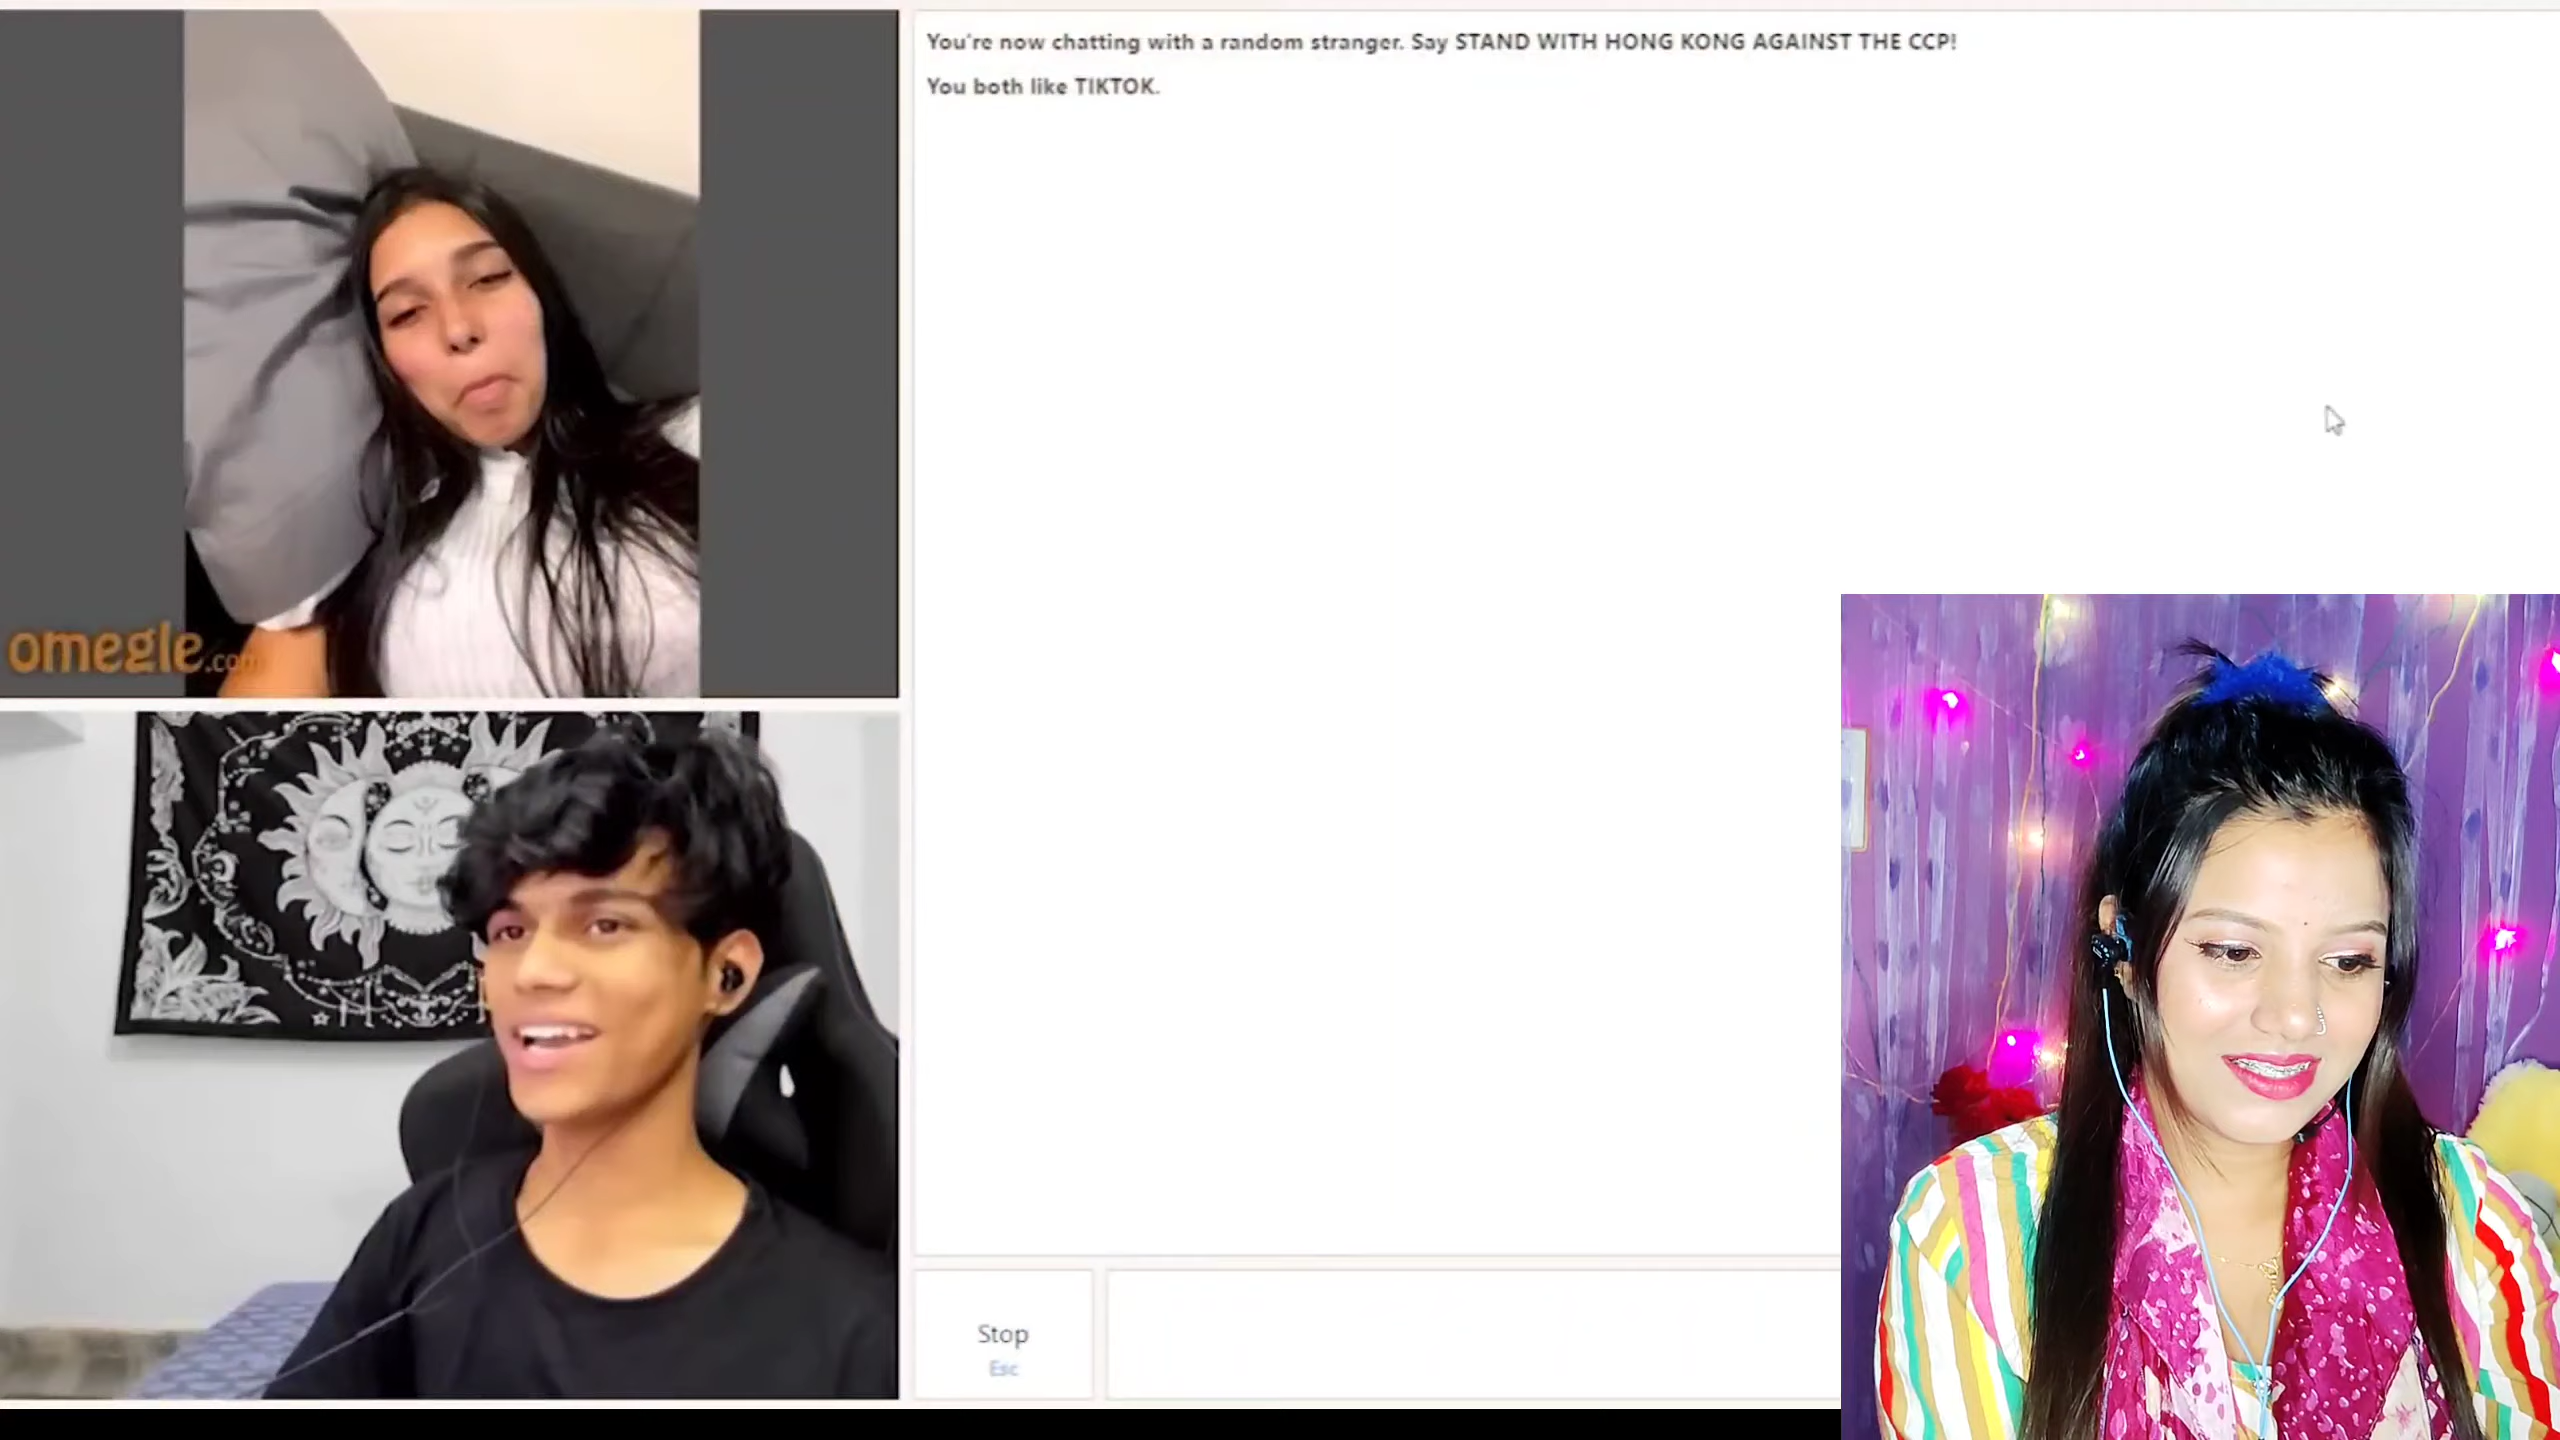 You're now chatting with a random stranger. Say STAND WITH HONG KONG AGAINST THE CCP!
You both like TIKTOK.
omegle.com
Stop
Esc